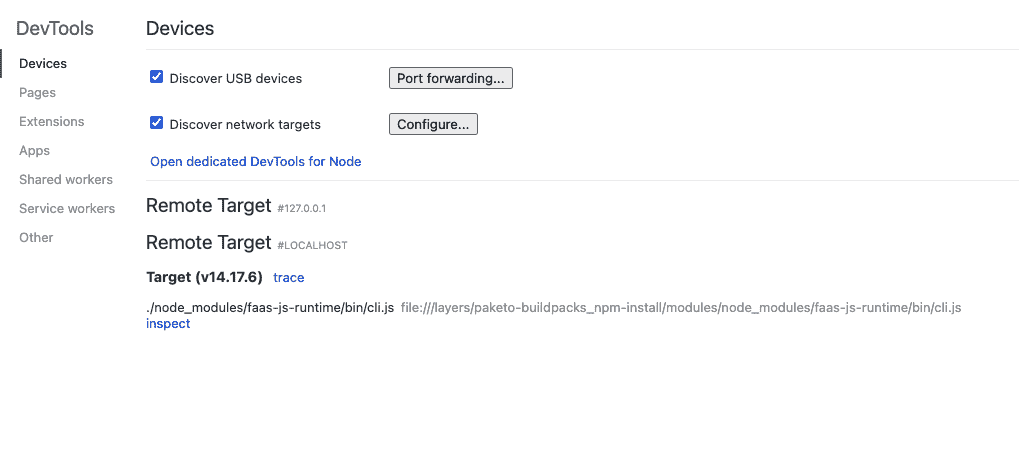 DevTools
Devices
Pages
Extensions
Apps
Shared workers
Service workers
Other
Devices
Discover USB devices Port forwarding...
Discover network targets Configure...
Open dedicated DevTools for Node
Remote Target #127.0.0.1
Remote Target #LOCALHOST
Target (v14.17.6) trace
./node_modules/faas-js-runtime/bin/cli.js file:///layers/paketo-buildpacks_npm-install/modules/node_modules/faas-js-runtime/bin/cli.js
inspect